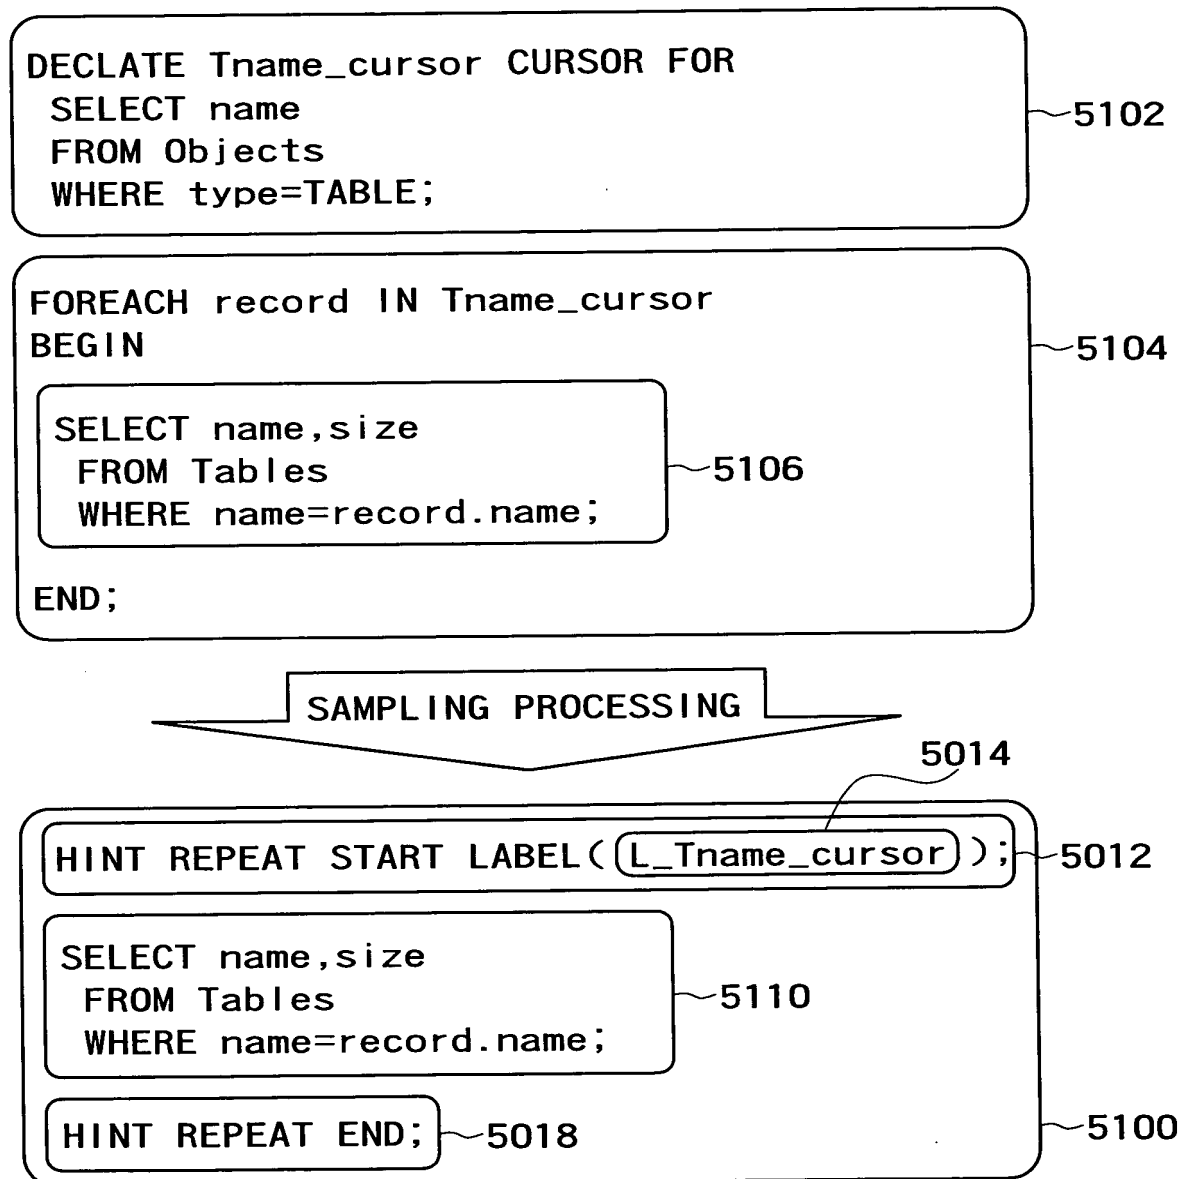 DECLATE Tname_cursor CURSOR FOR
SELECT name
FROM Objects
WHERE type=TABLE;
5102
FOREACH record IN Tname_cursor
BEGIN
5104
SELECT name,size
FROM Tables
WHERE name=record.name;
5106
END;
SAMPLING PROCESSING
5014
HINT REPEAT START LABEL(L_Tname_cursor);
5012
SELECT name,size
FROM Tables
WHERE name=record.name;
5110
HINT REPEAT END;
5018
5100